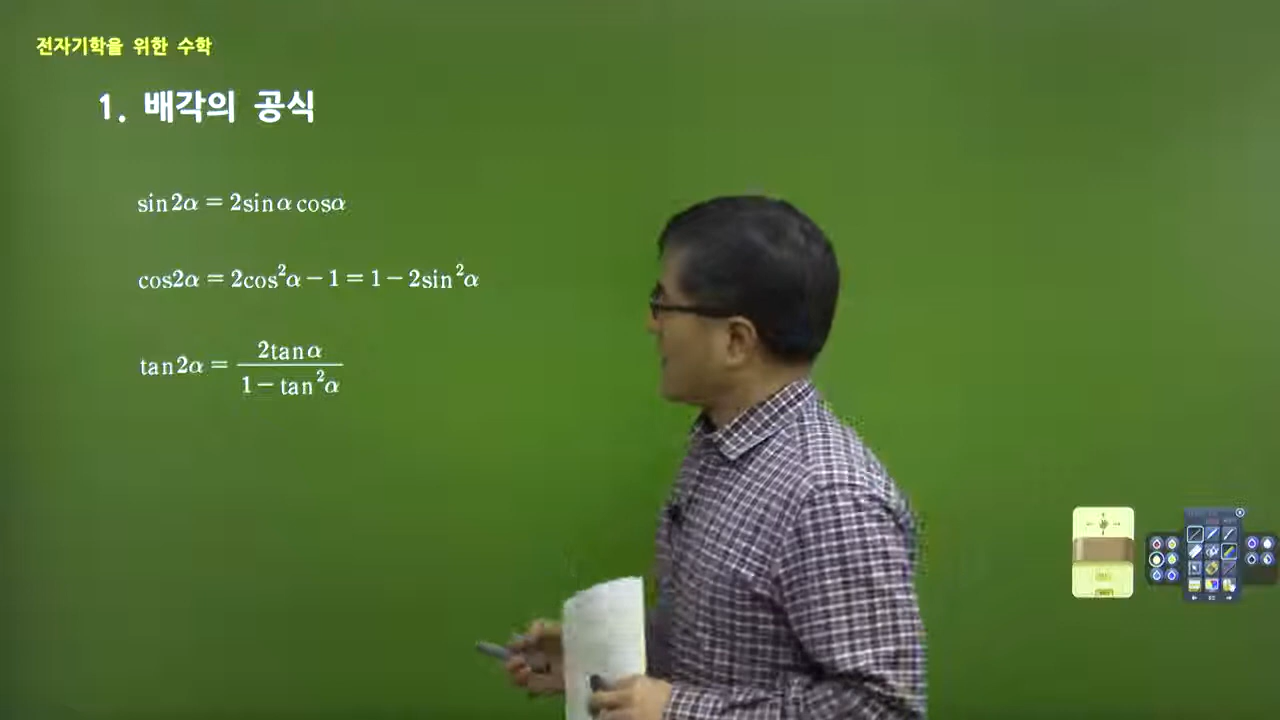 전자기학을 위한 수학
1. 배각의 공식
sin2α = 2sinα cosα
cos2α = 2cos²α − 1 = 1 − 2sin²α
tan2α = 2tanα / (1 − tan²α)